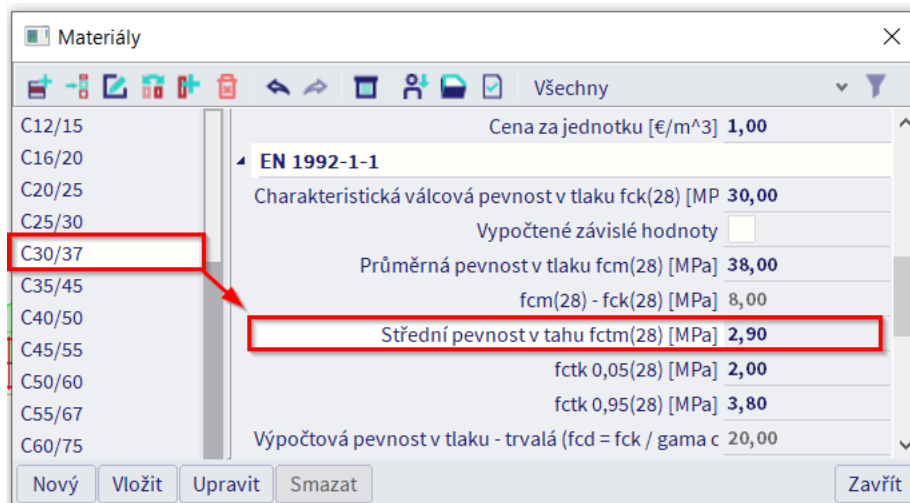 Materiály
Všechny
C12/15
C16/20
C20/25
C25/30
C30/37
C35/45
C40/50
C45/55
C50/60
C55/67
C60/75
Cena za jednotku [€/m^3] 1,00
EN 1992-1-1
Charakteristická válcová pevnost v tlaku fck(28) [MP 30,00
Vypočtené závislé hodnoty
Průměrná pevnost v tlaku fcm(28) [MPa] 38,00
fcm(28) - fck(28) [MPa] 8,00
Střední pevnost v tahu fctm(28) [MPa] 2,90
fctk 0,05(28) [MPa] 2,00
fctk 0,95(28) [MPa] 3,80
Výpočtová pevnost v tlaku - trvalá (fcd = fck / gama c 20,00
Nový Vložit Upravit Smazat Zavřít